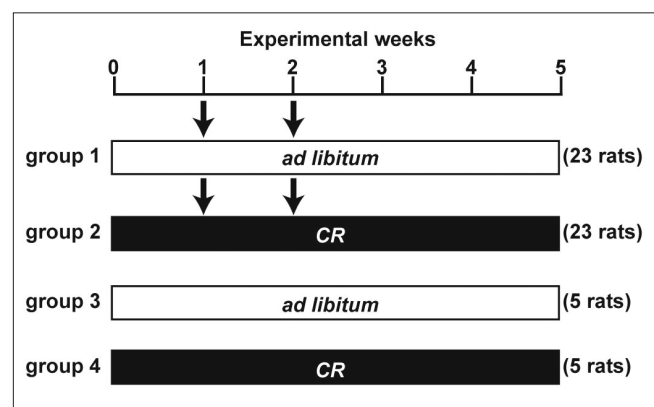 Experimental weeks
0 1 2 3 4 5
group 1 ad libitum (23 rats)
group 2 CR (23 rats)
group 3 ad libitum (5 rats)
group 4 CR (5 rats)